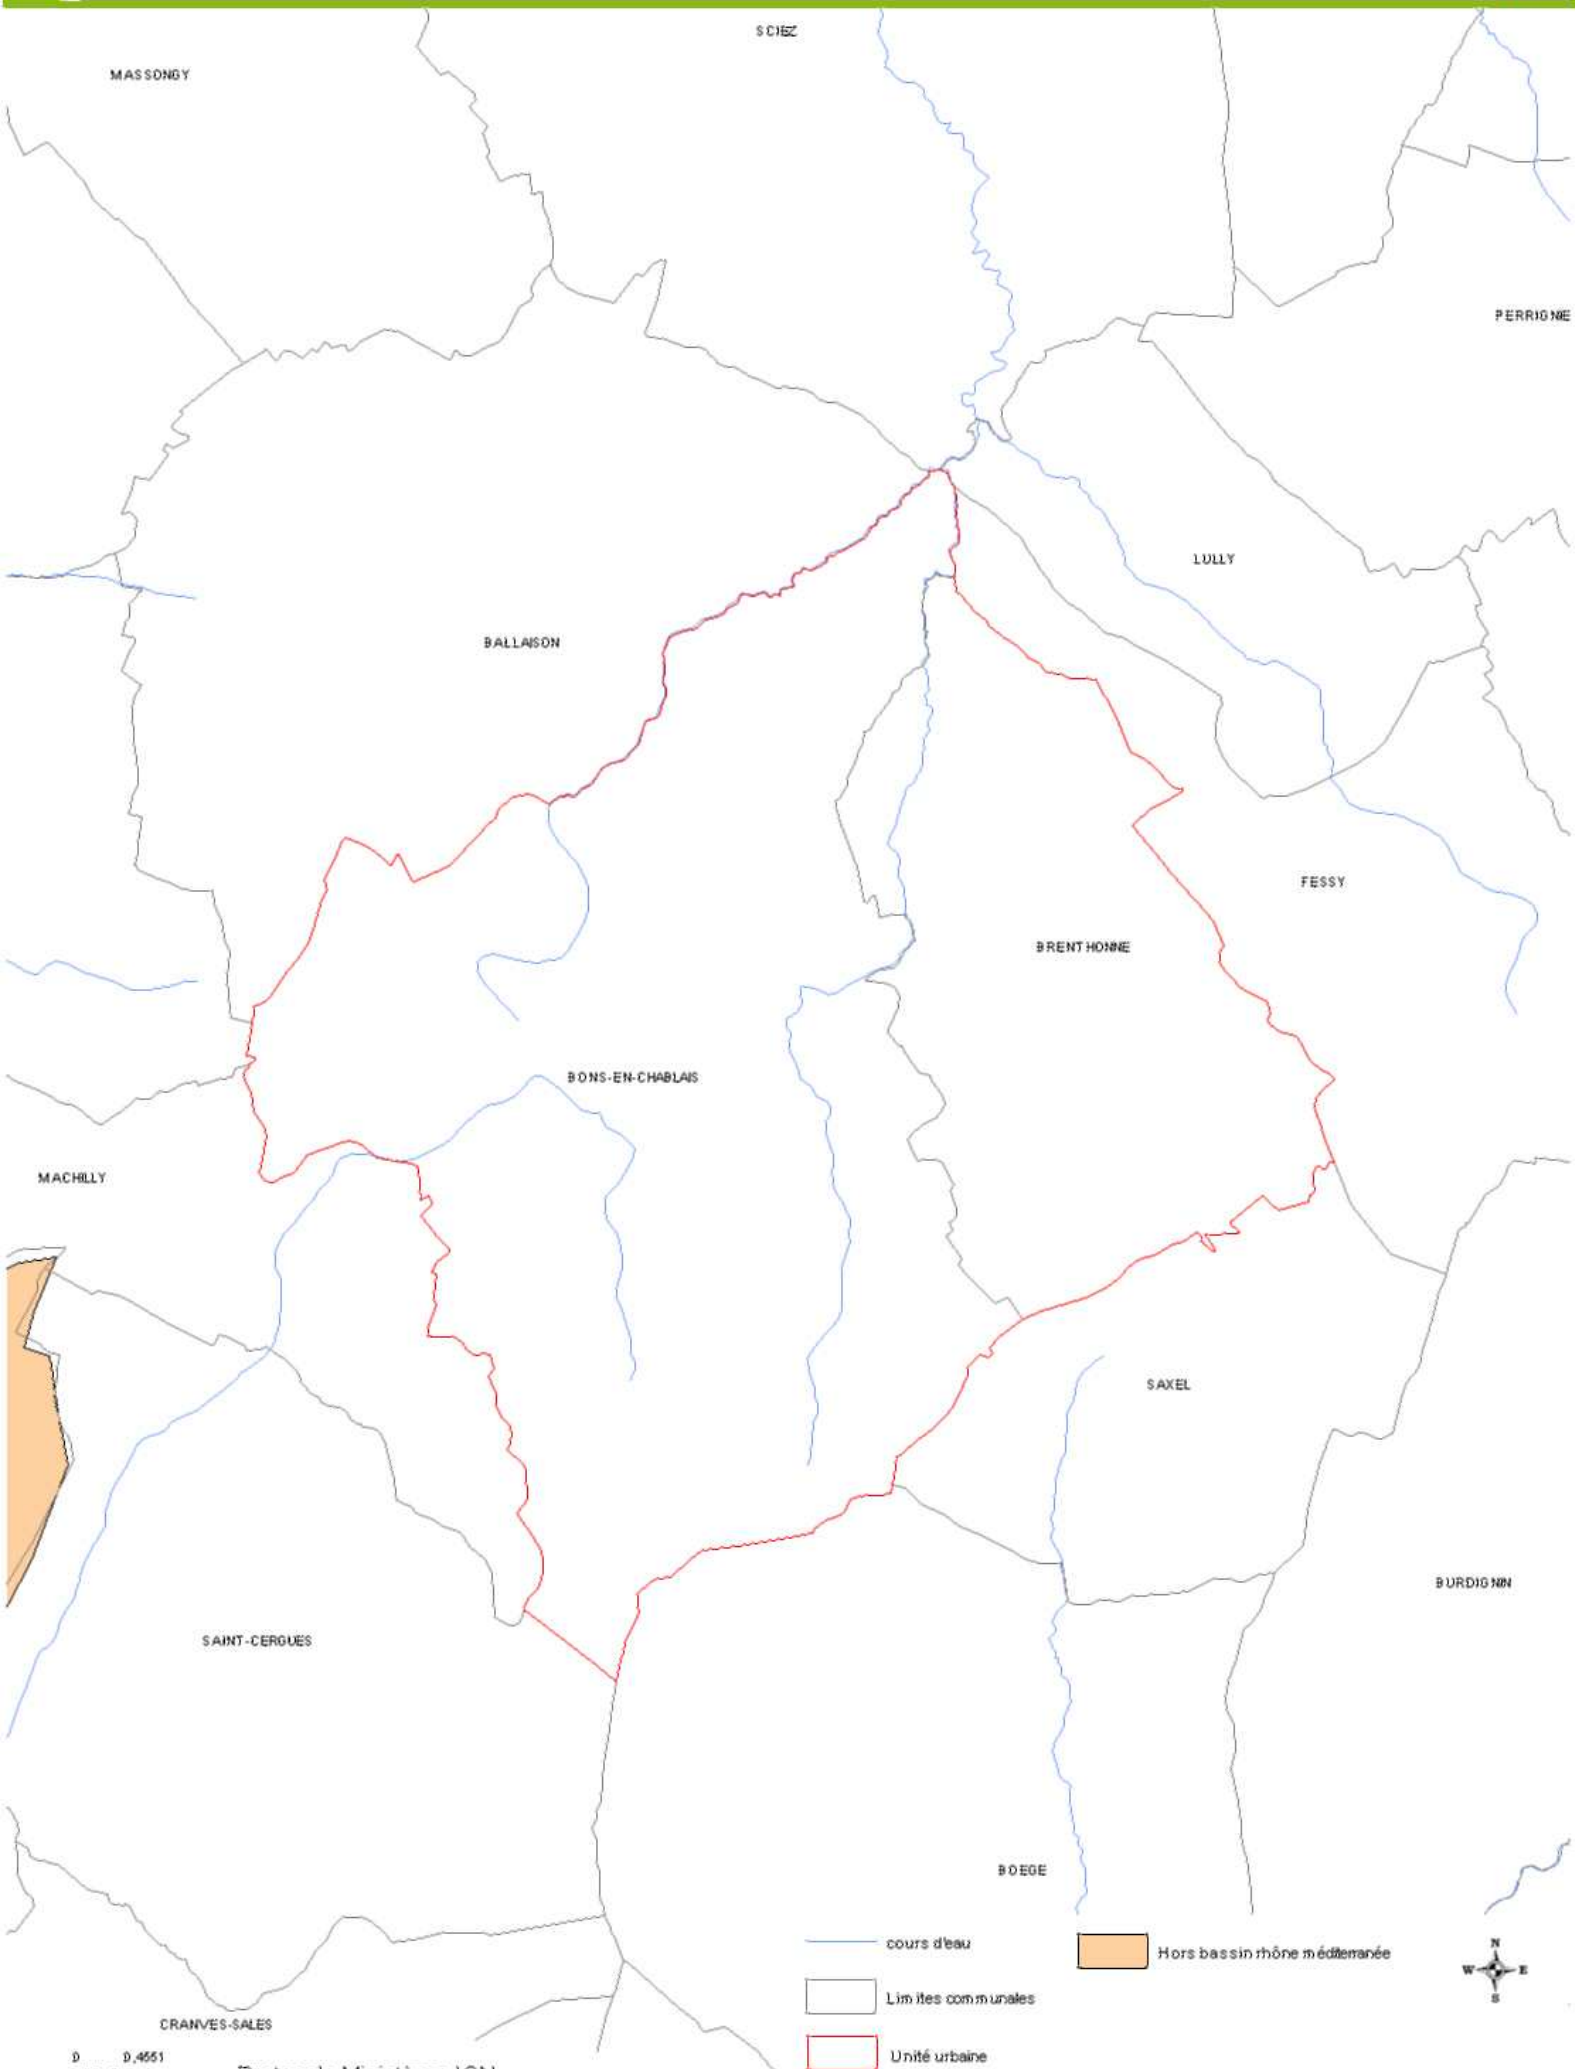 SCIEZ
MASSONGY
PERRIGNIE
LULLY
BALLAISON
FESSY
BRENTHONNE
BONS-EN-CHABLAIS
MACHILLY
SAXEL
BURDIGNIN
SAINT-CERGUES
BOEGE
cours d'eau
Hors bassin rhône méditerranée
N
W E
S
Limites communales
CRANVES-SALES
Unité urbaine
0 0,4551